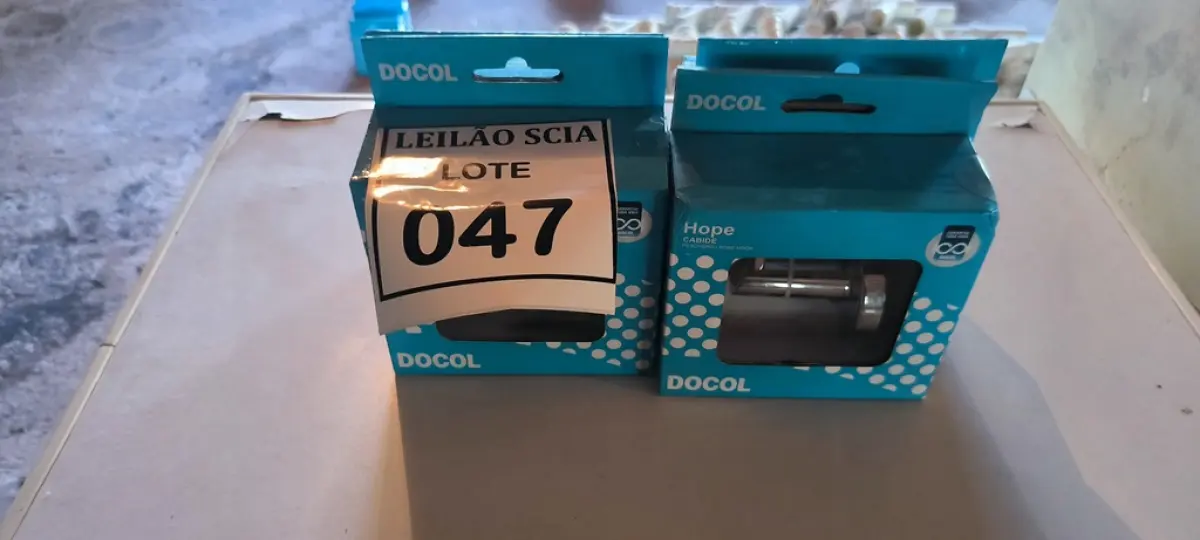 DOCOL
LEILÃO SCIA
LOTE
047
DOCOL
DOCOL
Hope
CABIDE
DOCOL